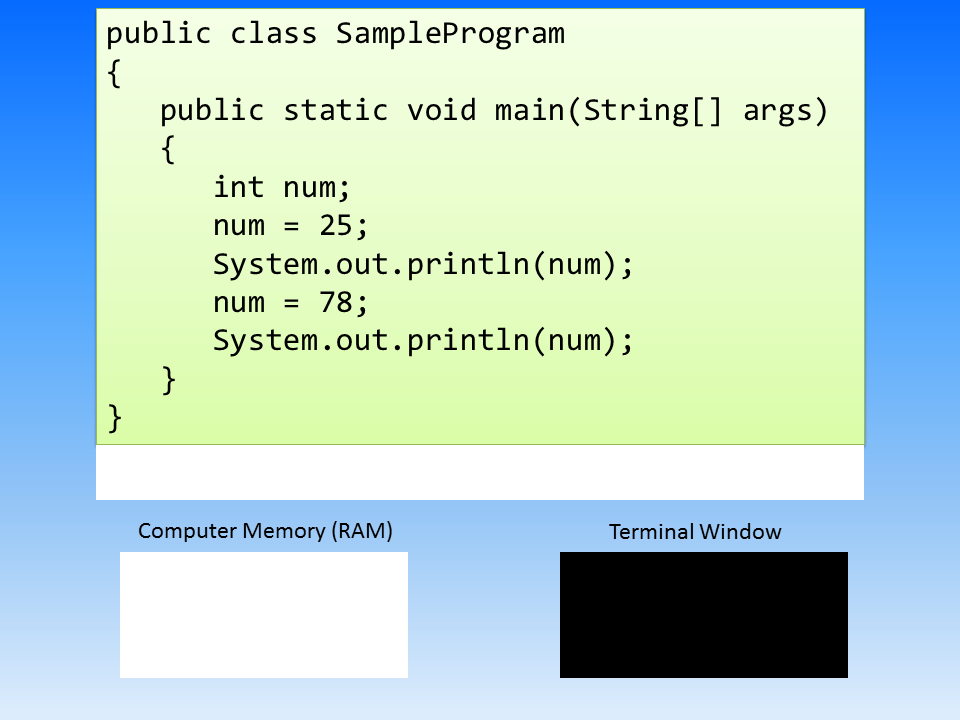 public class SampleProgram
{
   public static void main(String[] args)
   {
      int num;
      num = 25;
      System.out.println(num);
      num = 78;
      System.out.println(num);
   }
}
Computer Memory (RAM)
Terminal Window